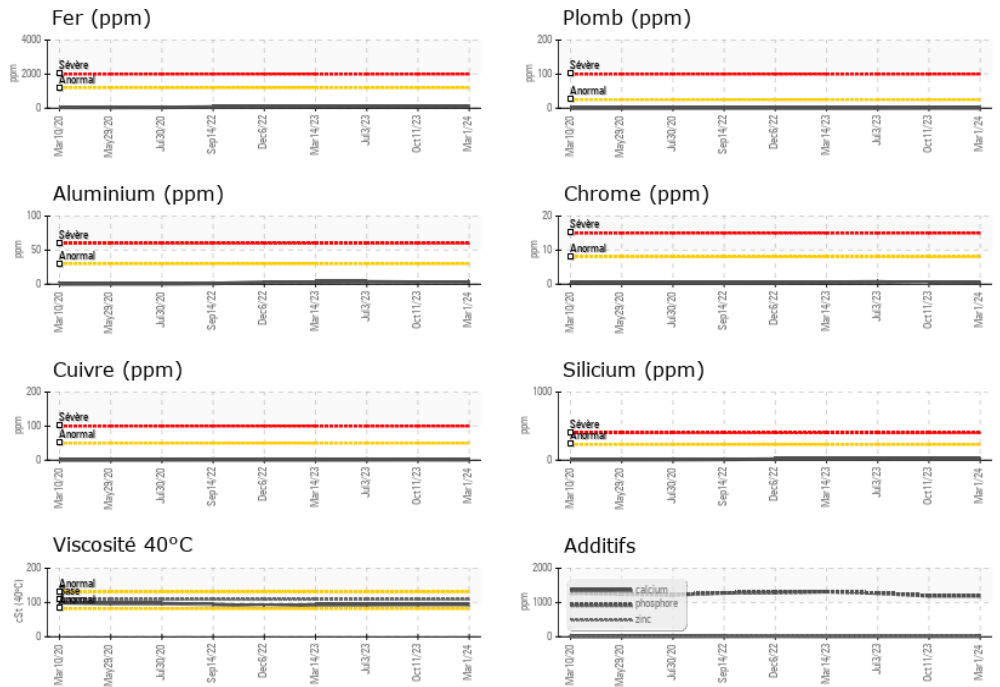 Fer (ppm)
4000
2000
0
ppm
Sévère
Anormal
Mar10/20
May29/20
Jul30/20
Sep14/22
Dec6/22
Mar14/23
Jul3/23
Oct11/23
Mar1/24
Plomb (ppm)
200
100
0
ppm
Sévère
Anormal
Mar10/20
May29/20
Jul30/20
Sep14/22
Dec6/22
Mar14/23
Jul3/23
Oct11/23
Mar1/24
Aluminium (ppm)
100
50
0
ppm
Sévère
Anormal
Mar10/20
May29/20
Jul30/20
Sep14/22
Dec6/22
Mar14/23
Jul3/23
Oct11/23
Mar1/24
Chrome (ppm)
20
10
0
ppm
Sévère
Anormal
Mar10/20
May29/20
Jul30/20
Sep14/22
Dec6/22
Mar14/23
Jul3/23
Oct11/23
Mar1/24
Cuivre (ppm)
200
100
0
ppm
Sévère
Anormal
Mar10/20
May29/20
Jul30/20
Sep14/22
Dec6/22
Mar14/23
Jul3/23
Oct11/23
Mar1/24
Silicium (ppm)
1000
500
0
ppm
Sévère
Anormal
Mar10/20
May29/20
Jul30/20
Sep14/22
Dec6/22
Mar14/23
Jul3/23
Oct11/23
Mar1/24
Viscosité 40°C
200
100
0
cSt (40°C)
Anormal
Base
Anormal
Mar10/20
May29/20
Jul30/20
Sep14/22
Dec6/22
Mar14/23
Jul3/23
Oct11/23
Mar1/24
Additifs
2000
1000
0
ppm
calcium
phosphore
zinc
Mar10/20
May29/20
Jul30/20
Sep14/22
Dec6/22
Mar14/23
Jul3/23
Oct11/23
Mar1/24